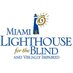 MIAMI
LIGHTHOUSE
for the BLIND
AND VISUALLY IMPAIRED